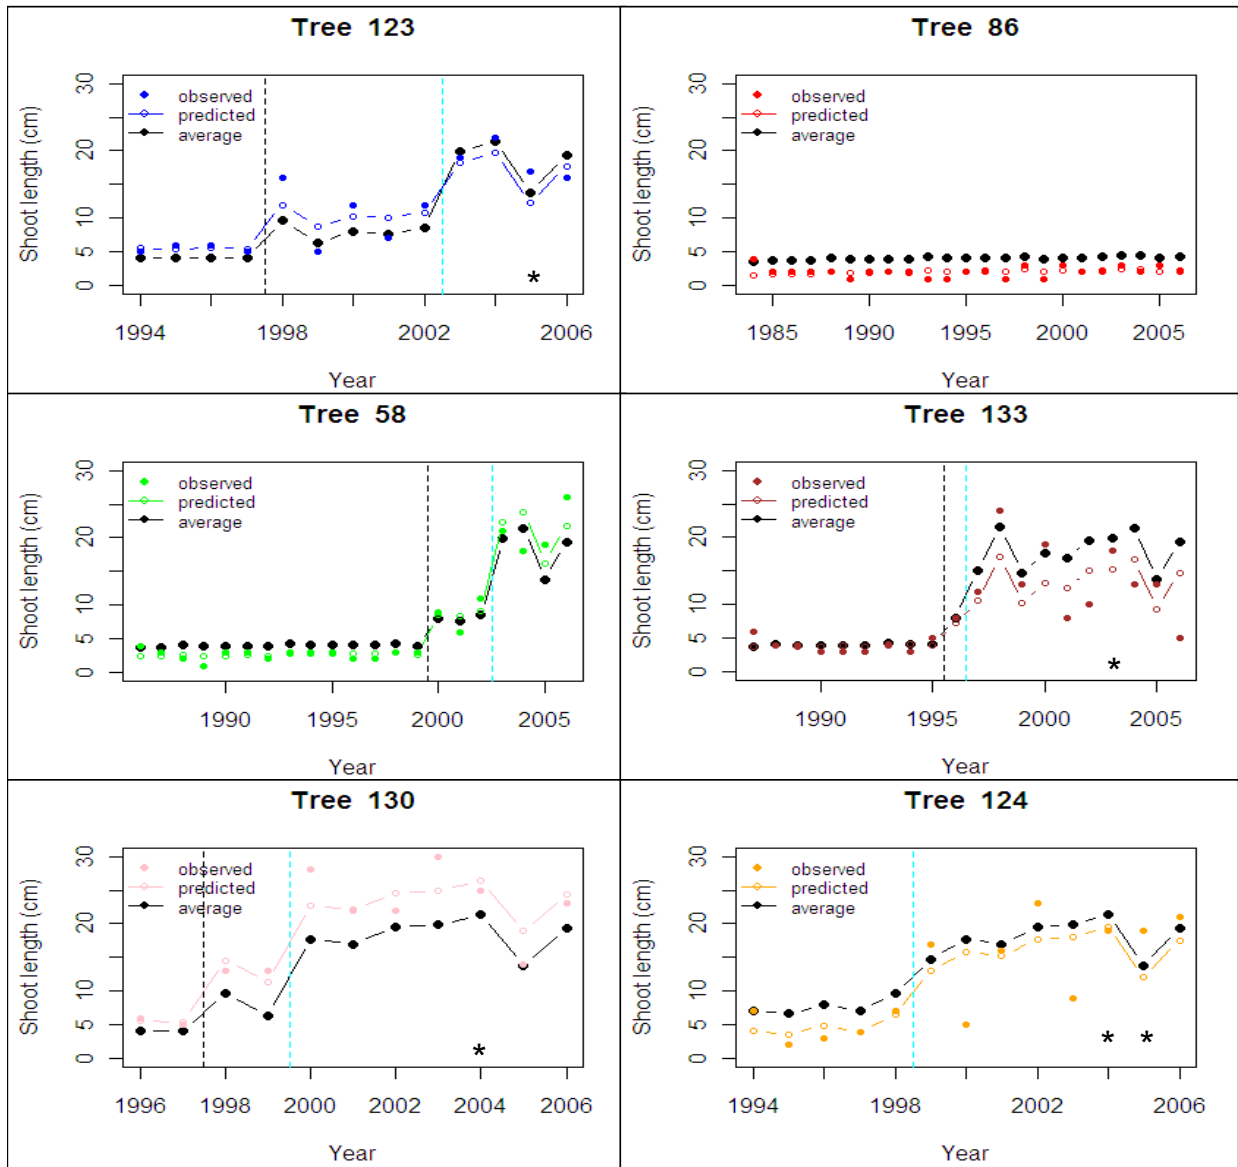 Tree 123
Shoot length (cm)
30
20
10
5
0
observed
predicted
average
*
1994
1998
2002
2006
Year
Tree 86
Shoot length (cm)
30
20
10
5
0
observed
predicted
average
1985
1990
1995
2000
2005
Year
Tree 58
Shoot length (cm)
30
20
10
5
0
observed
predicted
average
1990
1995
2000
2005
Year
Tree 133
Shoot length (cm)
30
20
10
5
0
observed
predicted
average
*
1990
1995
2000
2005
Year
Tree 130
Shoot length (cm)
30
20
10
5
0
observed
predicted
average
*
1996
1998
2000
2002
2004
2006
Year
Tree 124
Shoot length (cm)
30
20
10
5
0
observed
predicted
average
* *
1994
1998
2002
2006
Year